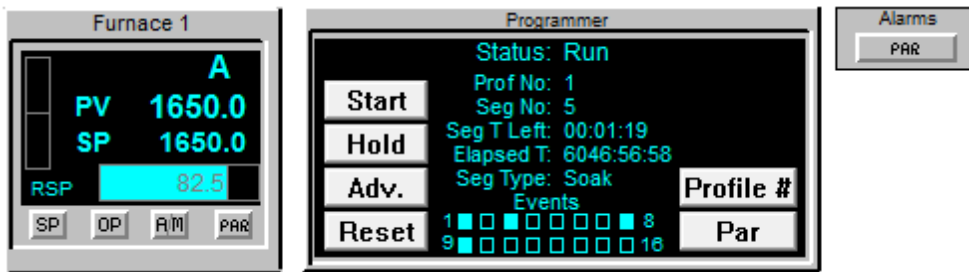 Furnace 1
A
PV 1650.0
SP 1650.0
RSP 82.5
SP OP A/M PAR
Programmer
Status: Run
Prof No: 1
Seg No: 5
Seg T Left: 00:01:19
Elapsed T: 6046:56:58
Seg Type: Soak
Events
1 8
9 16
Start
Hold
Adv.
Reset
Profile #
Par
Alarms
PAR